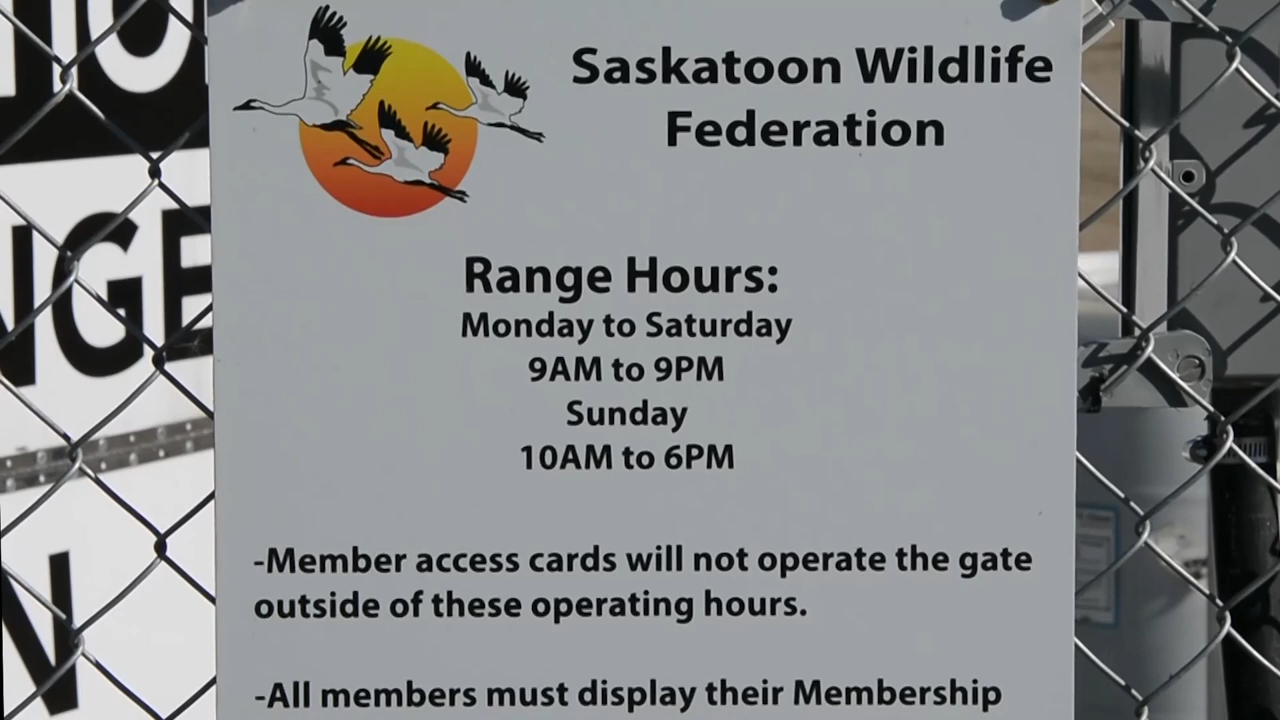 Saskatoon Wildlife
Federation
Range Hours:
Monday to Saturday
9AM to 9PM
Sunday
10AM to 6PM
-Member access cards will not operate the gate
outside of these operating hours.
-All members must display their Membership